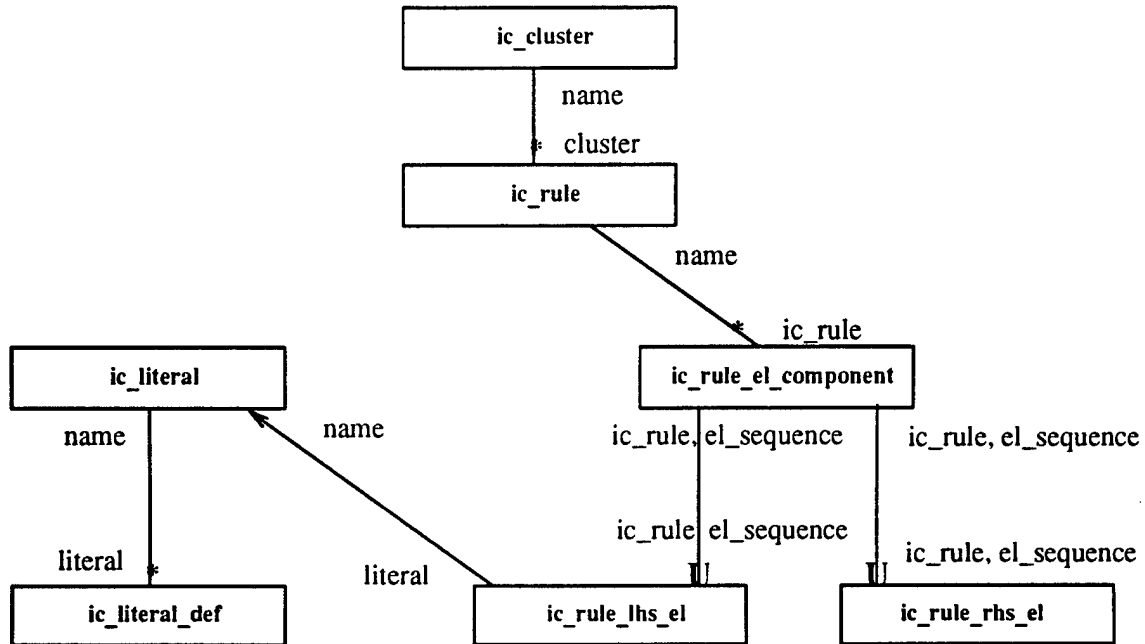 ic_cluster
name
* cluster
ic_rule
name
* ic_rule
ic_literal
ic_rule_el_component
name
name
ic_rule, el_sequence
ic_rule, el_sequence
ic_rule, el_sequence
ic_rule, el_sequence
literal *
literal
U
U
ic_literal_def
ic_rule_lhs_el
ic_rule_rhs_el